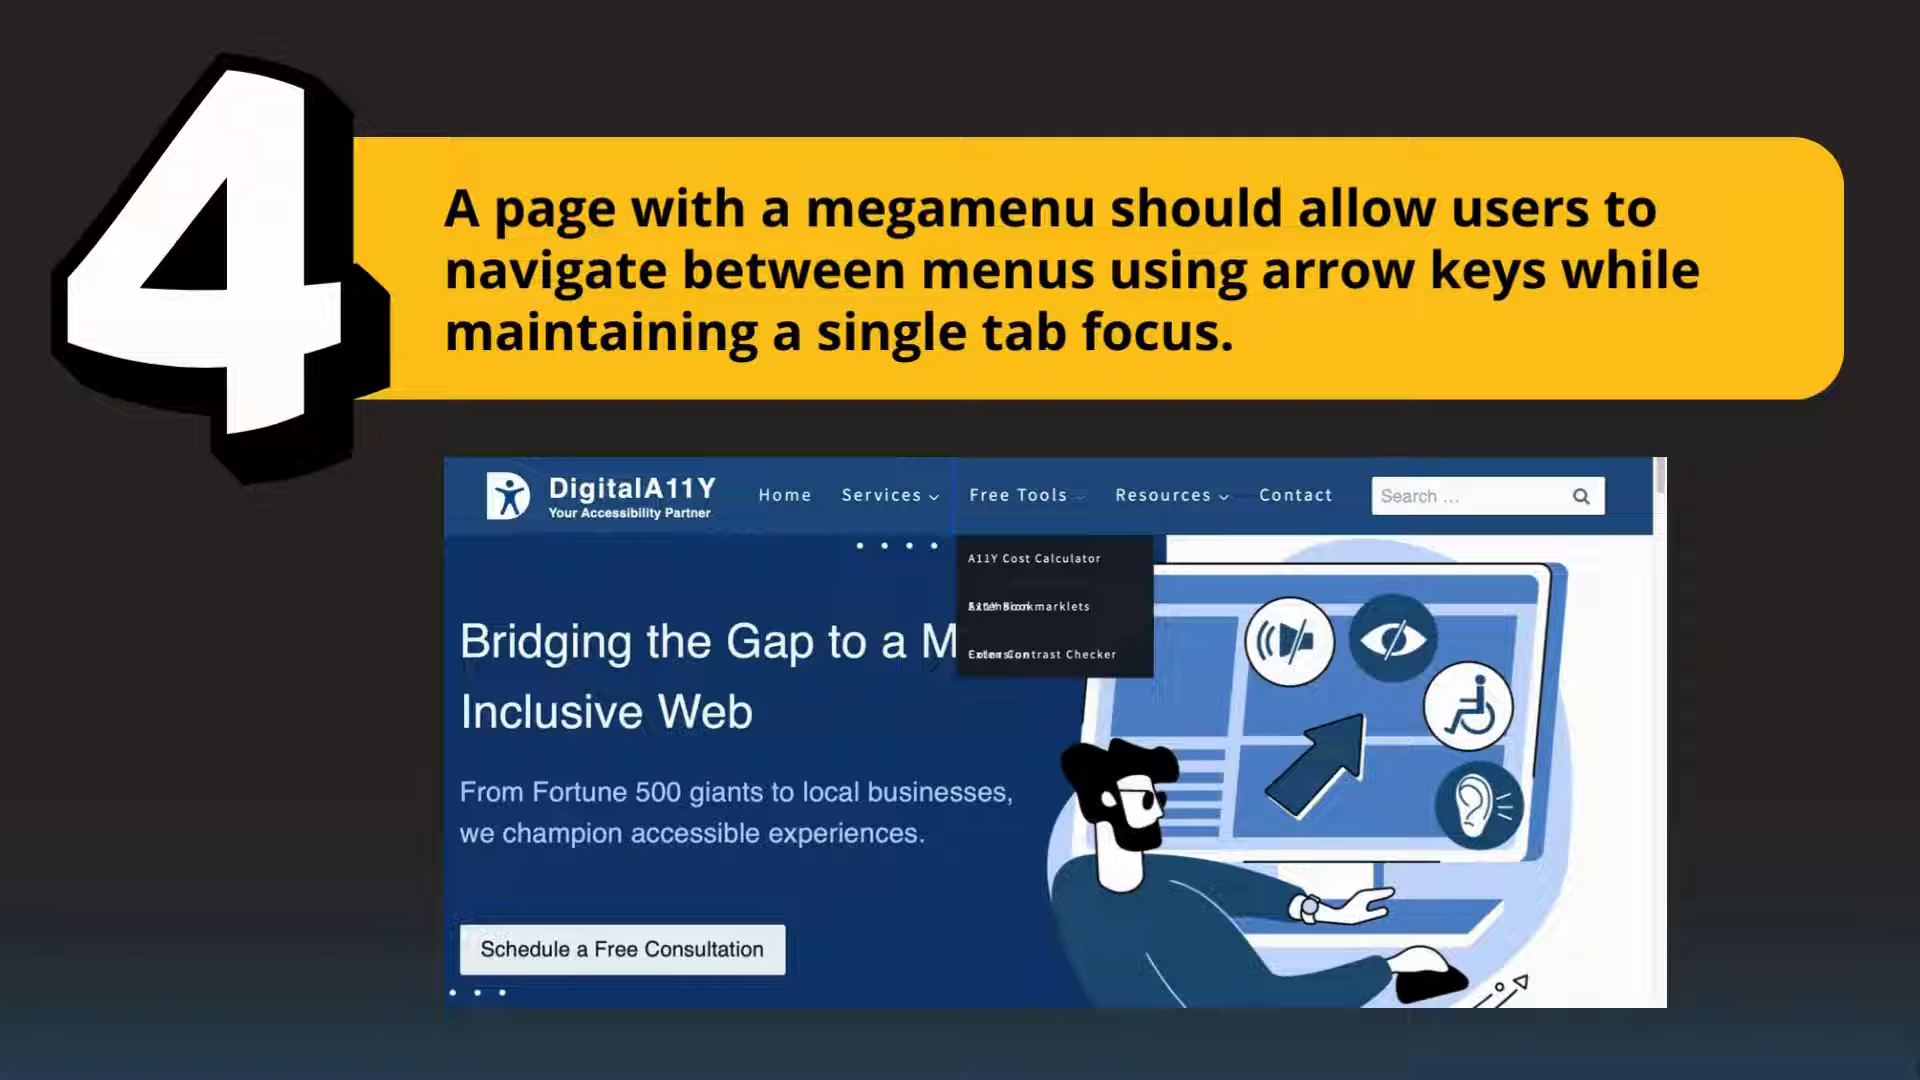 4
A page with a megamenu should allow users to
navigate between menus using arrow keys while
maintaining a single tab focus.
DigitalA11Y
Your Accessibility Partner
Home Services Free Tools Resources Contact Search ...
A11Y Cost Calculator
Bridging the Gap to a M
Inclusive Web
Contrast Checker
From Fortune 500 giants to local businesses,
we champion accessible experiences.
Schedule a Free Consultation